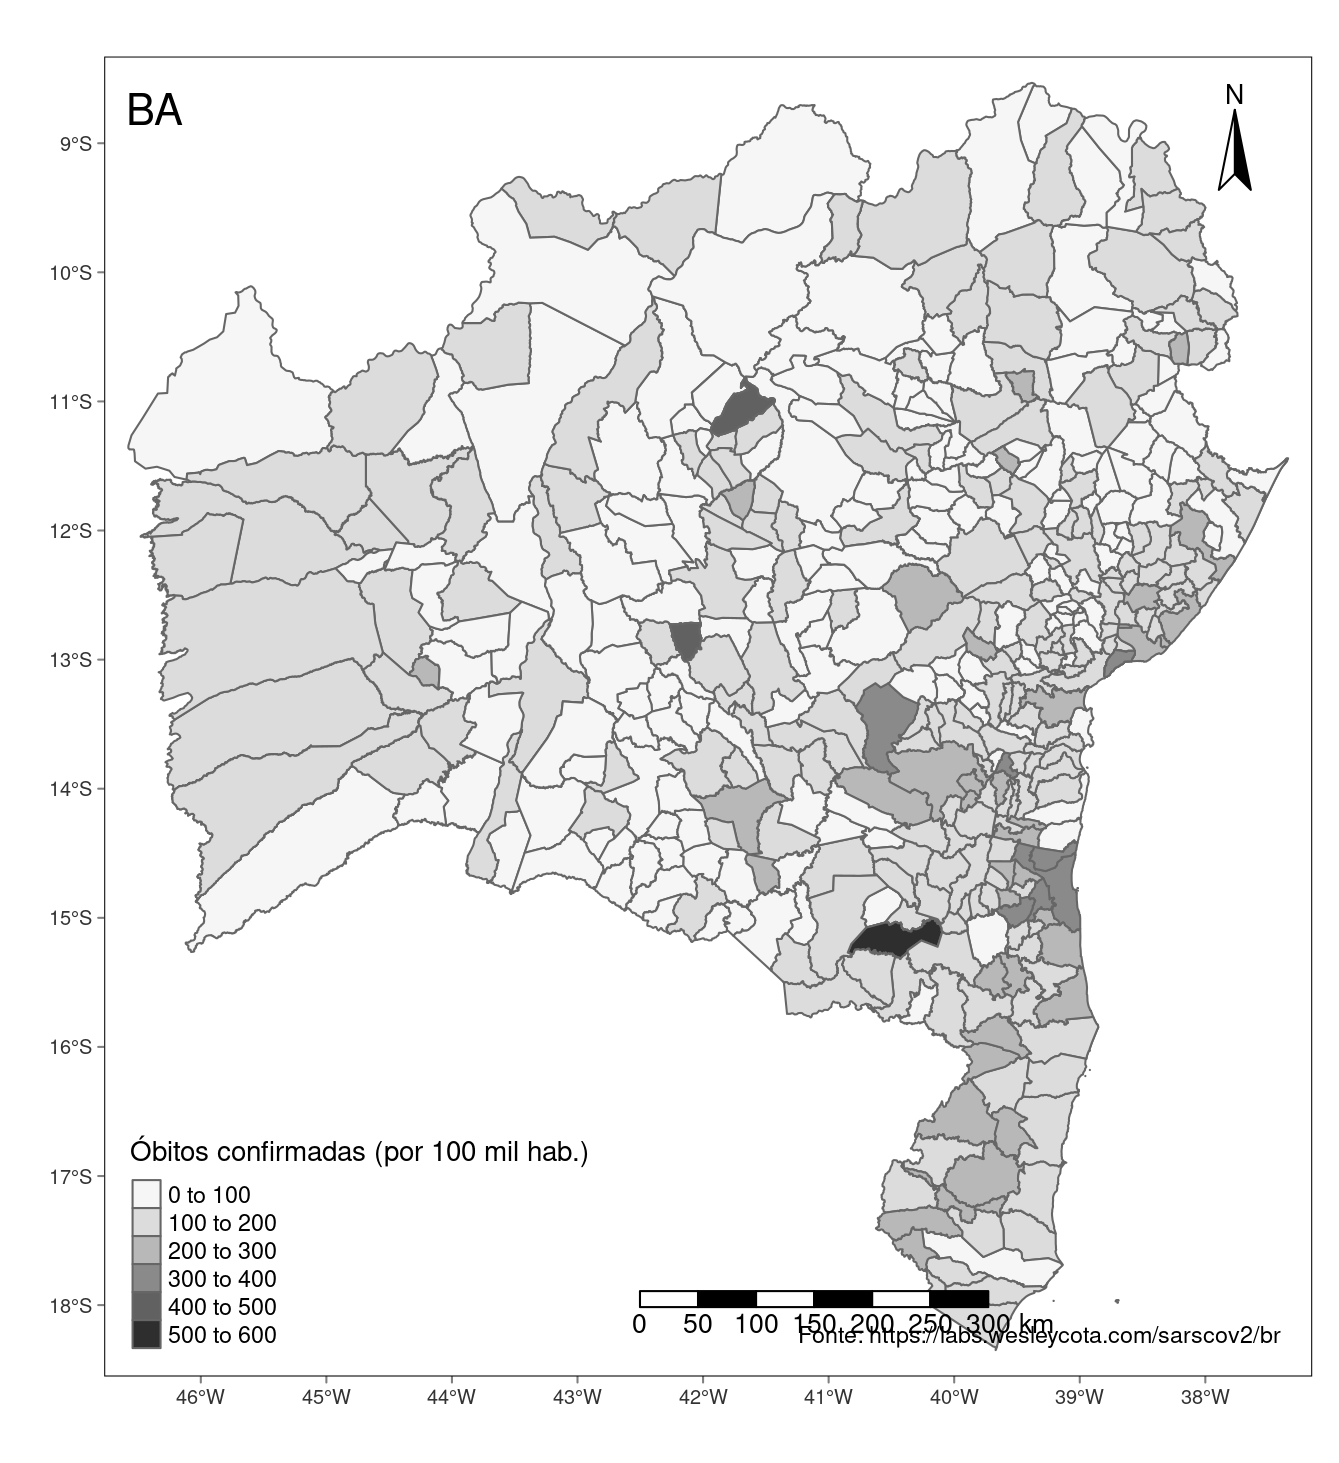 BA
N
9°S
10°S
11°S
12°S
13°S
14°S
15°S
16°S
17°S
18°S
Óbitos confirmadas (por 100 mil hab.)
0 to 100
100 to 200
200 to 300
300 to 400
400 to 500
500 to 600
0 50 100 150 200 250 300 km
Fonte: https://labs.wesleycota.com/sarscov2/br
46°W 45°W 44°W 43°W 42°W 41°W 40°W 39°W 38°W